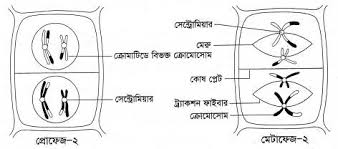 সেন্ট্রোমিয়ার
মেরু
ক্রোমাটিডে বিভক্ত ক্রোমোসোম
কোষ প্লেট
সেন্ট্রোমিয়ার
ট্র্যাকশন ফাইবার
ক্রোমোসোম
প্রোফেজ-২
মেটাফেজ-২